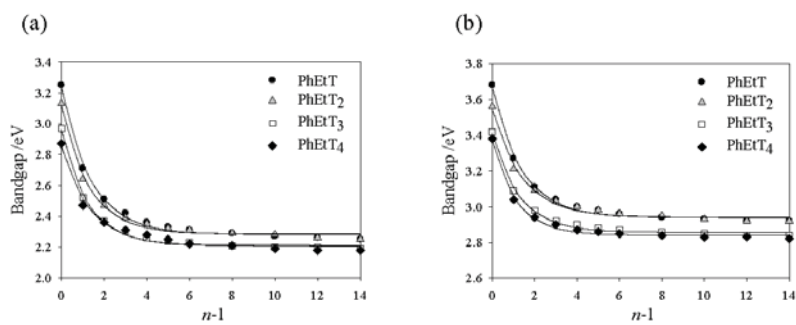 (a)
3.4
3.2
3.0
2.8
2.6
2.4
2.2
2.0
Bandgap /eV
PhEtT
PhEtT2
PhEtT3
PhEtT4
0 2 4 6 8 10 12 14
n-1
(b)
3.8
3.6
3.4
3.2
3.0
2.8
2.6
Bandgap /eV
PhEtT
PhEtT2
PhEtT3
PhEtT4
0 2 4 6 8 10 12 14
n-1